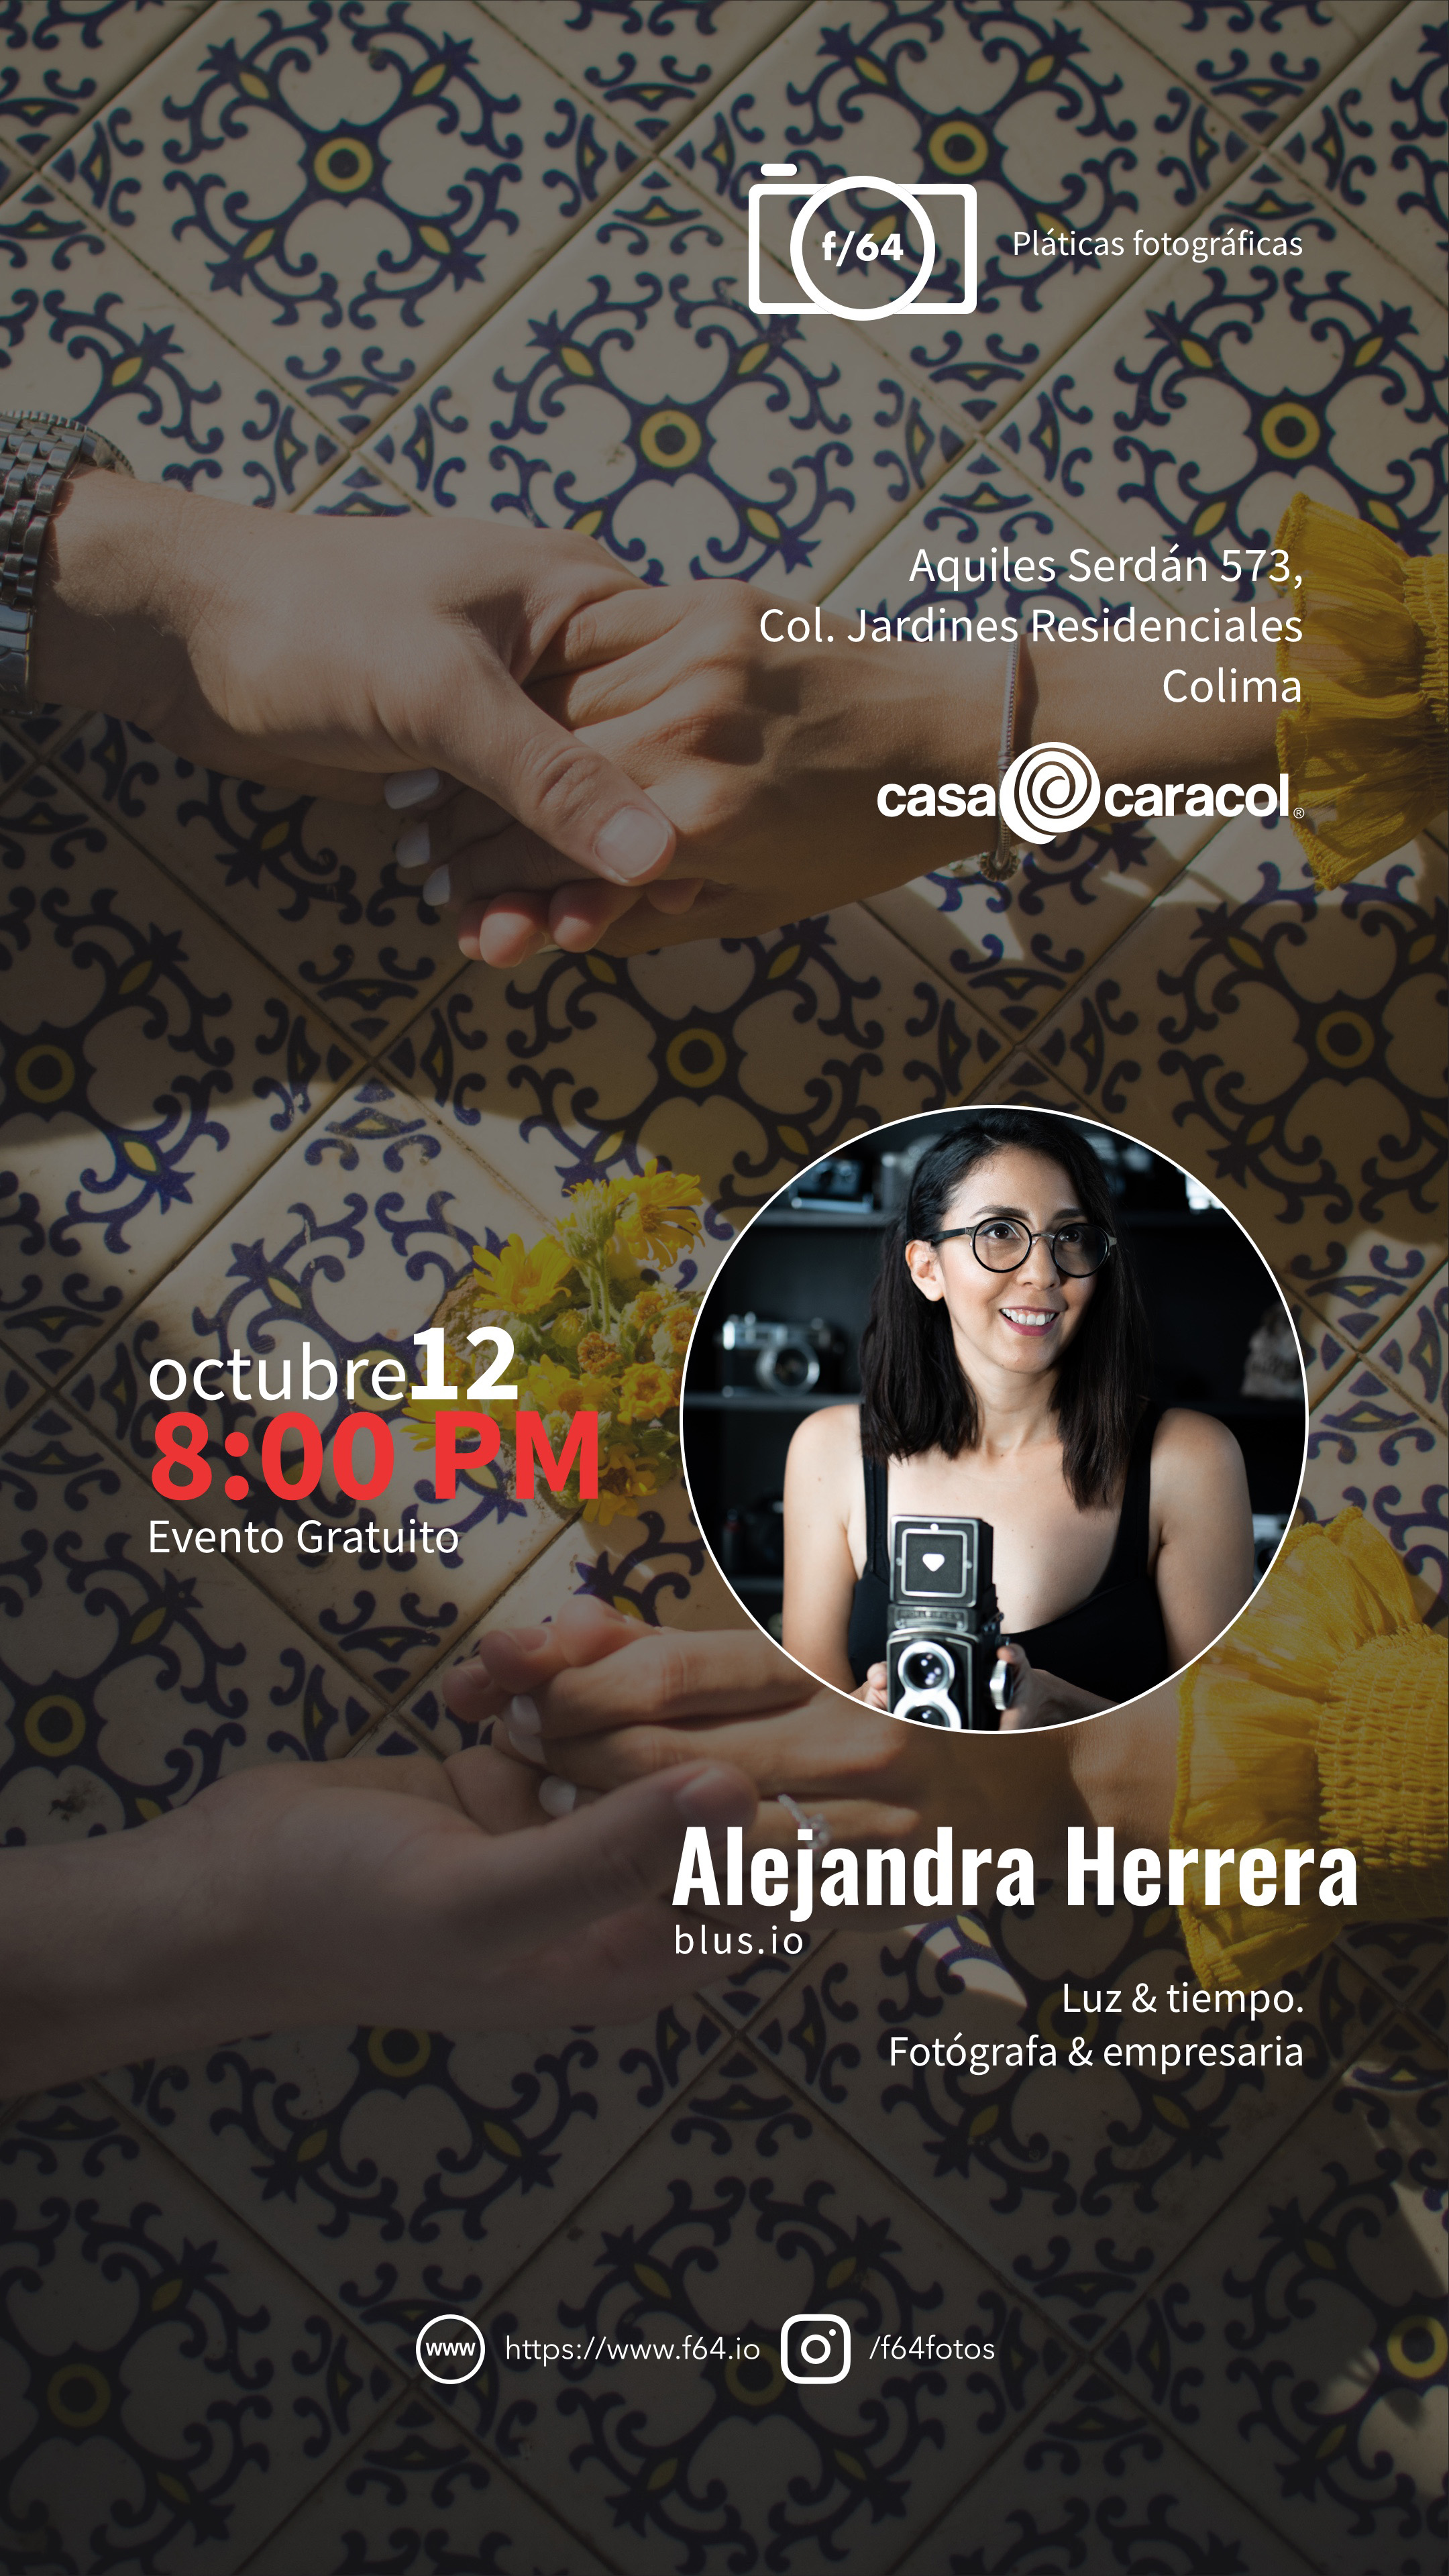 f/64
Pláticas fotográficas
Aquiles Serdán 573,
Col. Jardines Residenciales
Colima
casa caracol®
octubre12
8:00 PM
Evento Gratuito
Alejandra Herrera
blus.io
Luz & tiempo.
Fotógrafa & empresaria
www https://www.f64.io /f64fotos